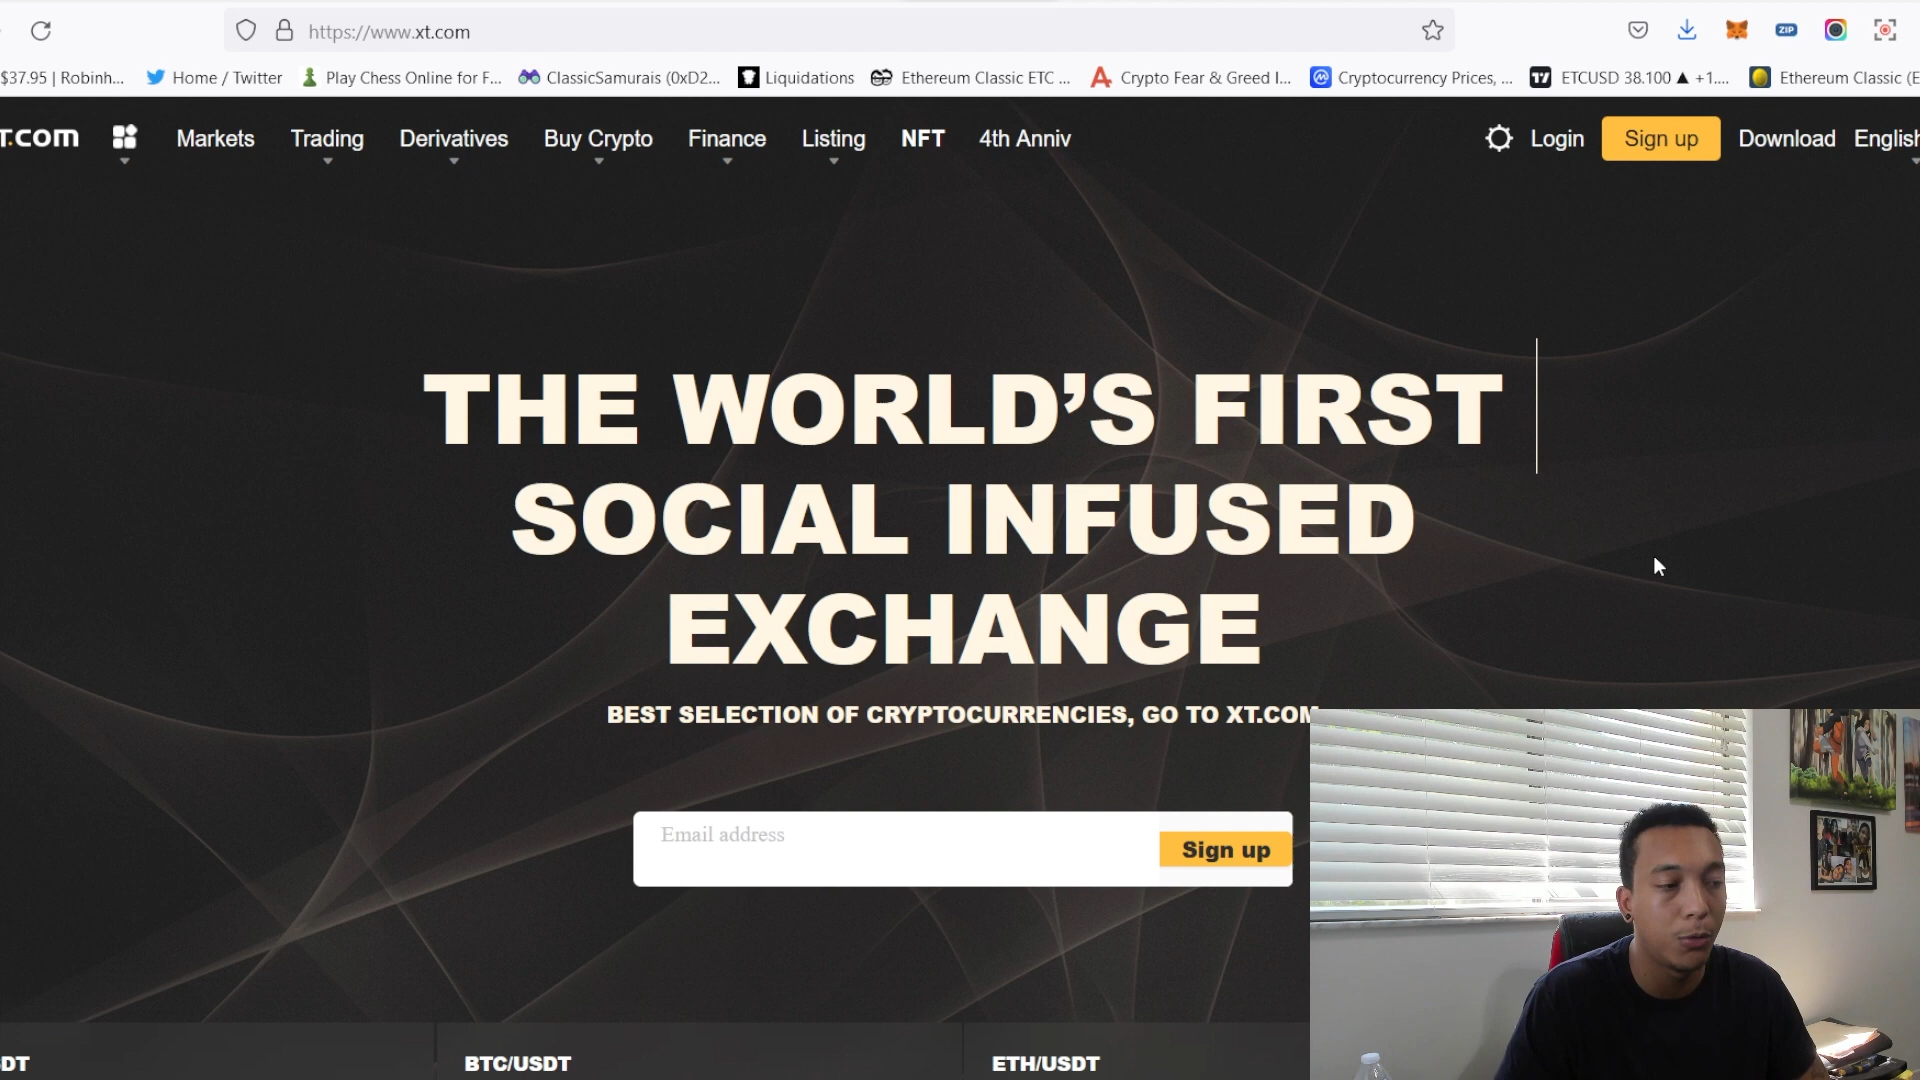 https://www.xt.com
$37.95 | Robinh... Home / Twitter Play Chess Online for F... ClassicSamurais (0xD2... Liquidations Ethereum Classic ETC ... Crypto Fear & Greed I... Cryptocurrency Prices, ... ETCUSD 38.100 ▲ +1.... Ethereum Classic (E
T.COM Markets Trading Derivatives Buy Crypto Finance Listing NFT 4th Anniv Login Sign up Download English
THE WORLD'S FIRST
SOCIAL INFUSED
EXCHANGE
BEST SELECTION OF CRYPTOCURRENCIES, GO TO XT.COM
Email address
Sign up
DT BTC/USDT ETH/USDT
ZIP